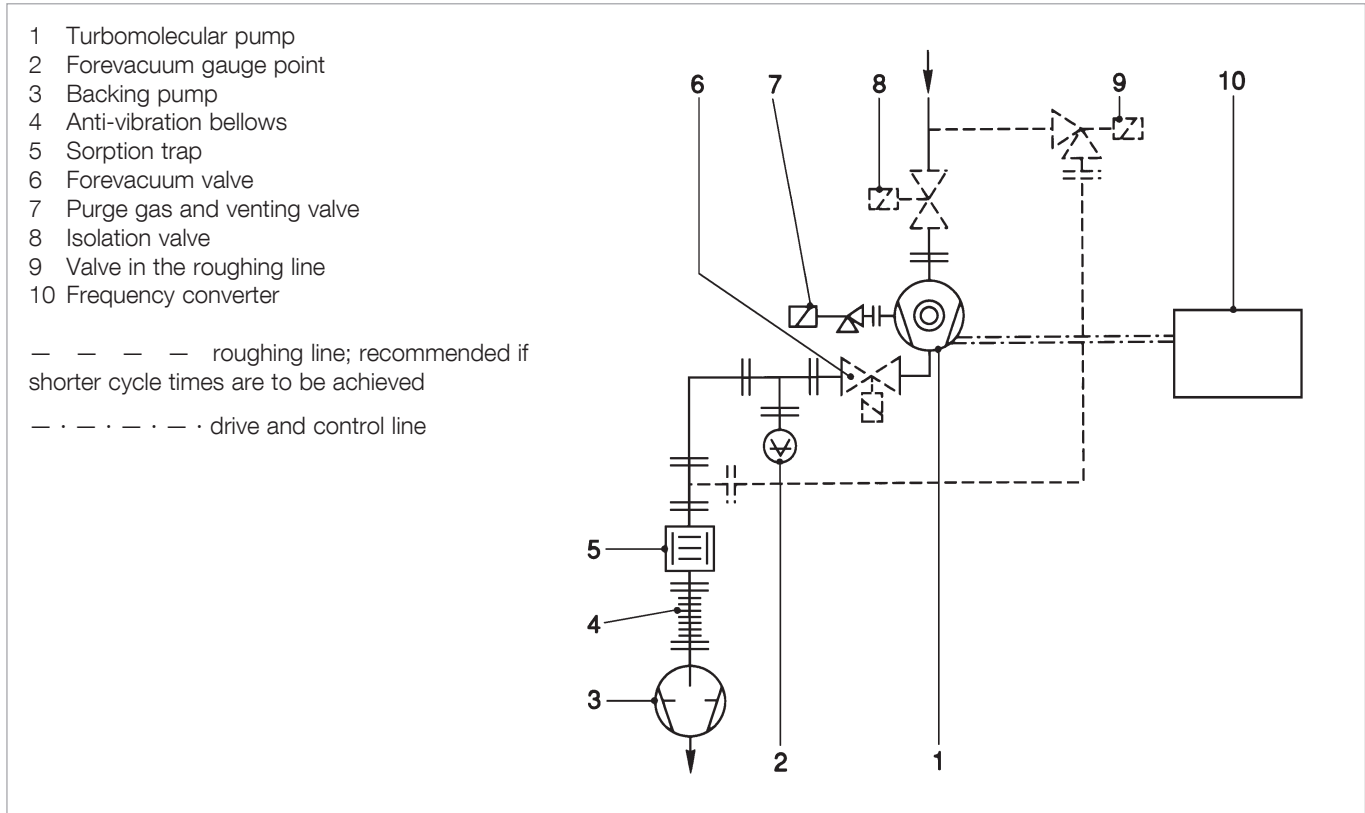 1 Turbomolecular pump
2 Forevacuum gauge point
3 Backing pump
4 Anti-vibration bellows
5 Sorption trap
6 Forevacuum valve
7 Purge gas and venting valve
8 Isolation valve
9 Valve in the roughing line
10 Frequency converter
— — — — roughing line; recommended if
shorter cycle times are to be achieved
— · — · — · — · drive and control line
6 7 8 9 10
5
4
3
2 1